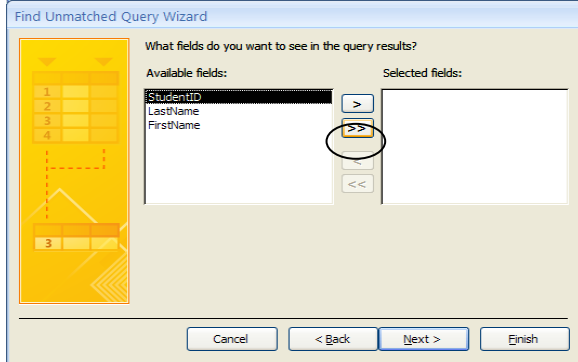 Find Unmatched Query Wizard
What fields do you want to see in the query results?
Available fields:
Selected fields:
StudentID
LastName
FirstName
>
>>
<
<<
1
2
3
4
3
Cancel
< Back
Next >
Finish